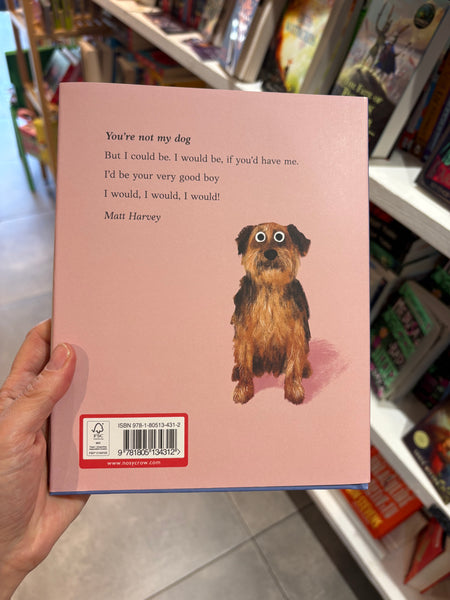 You're not my dog
But I could be. I would be, if you'd have me.
I'd be your very good boy
I would, I would, I would!
Matt Harvey
ISBN 978-1-80513-431-2
9 781805 134312 >
www.nosycrow.com
FSC